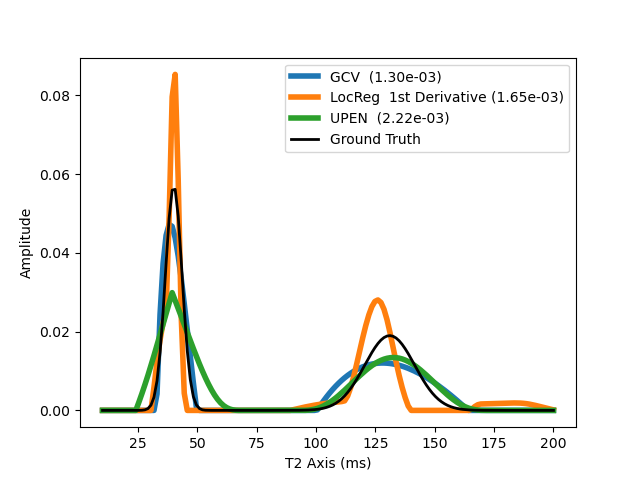 GCV (1.30e-03)
LocReg 1st Derivative (1.65e-03)
UPEN (2.22e-03)
Ground Truth
Amplitude
0.08
0.06
0.04
0.02
0.00
25 50 75 100 125 150 175 200
T2 Axis (ms)